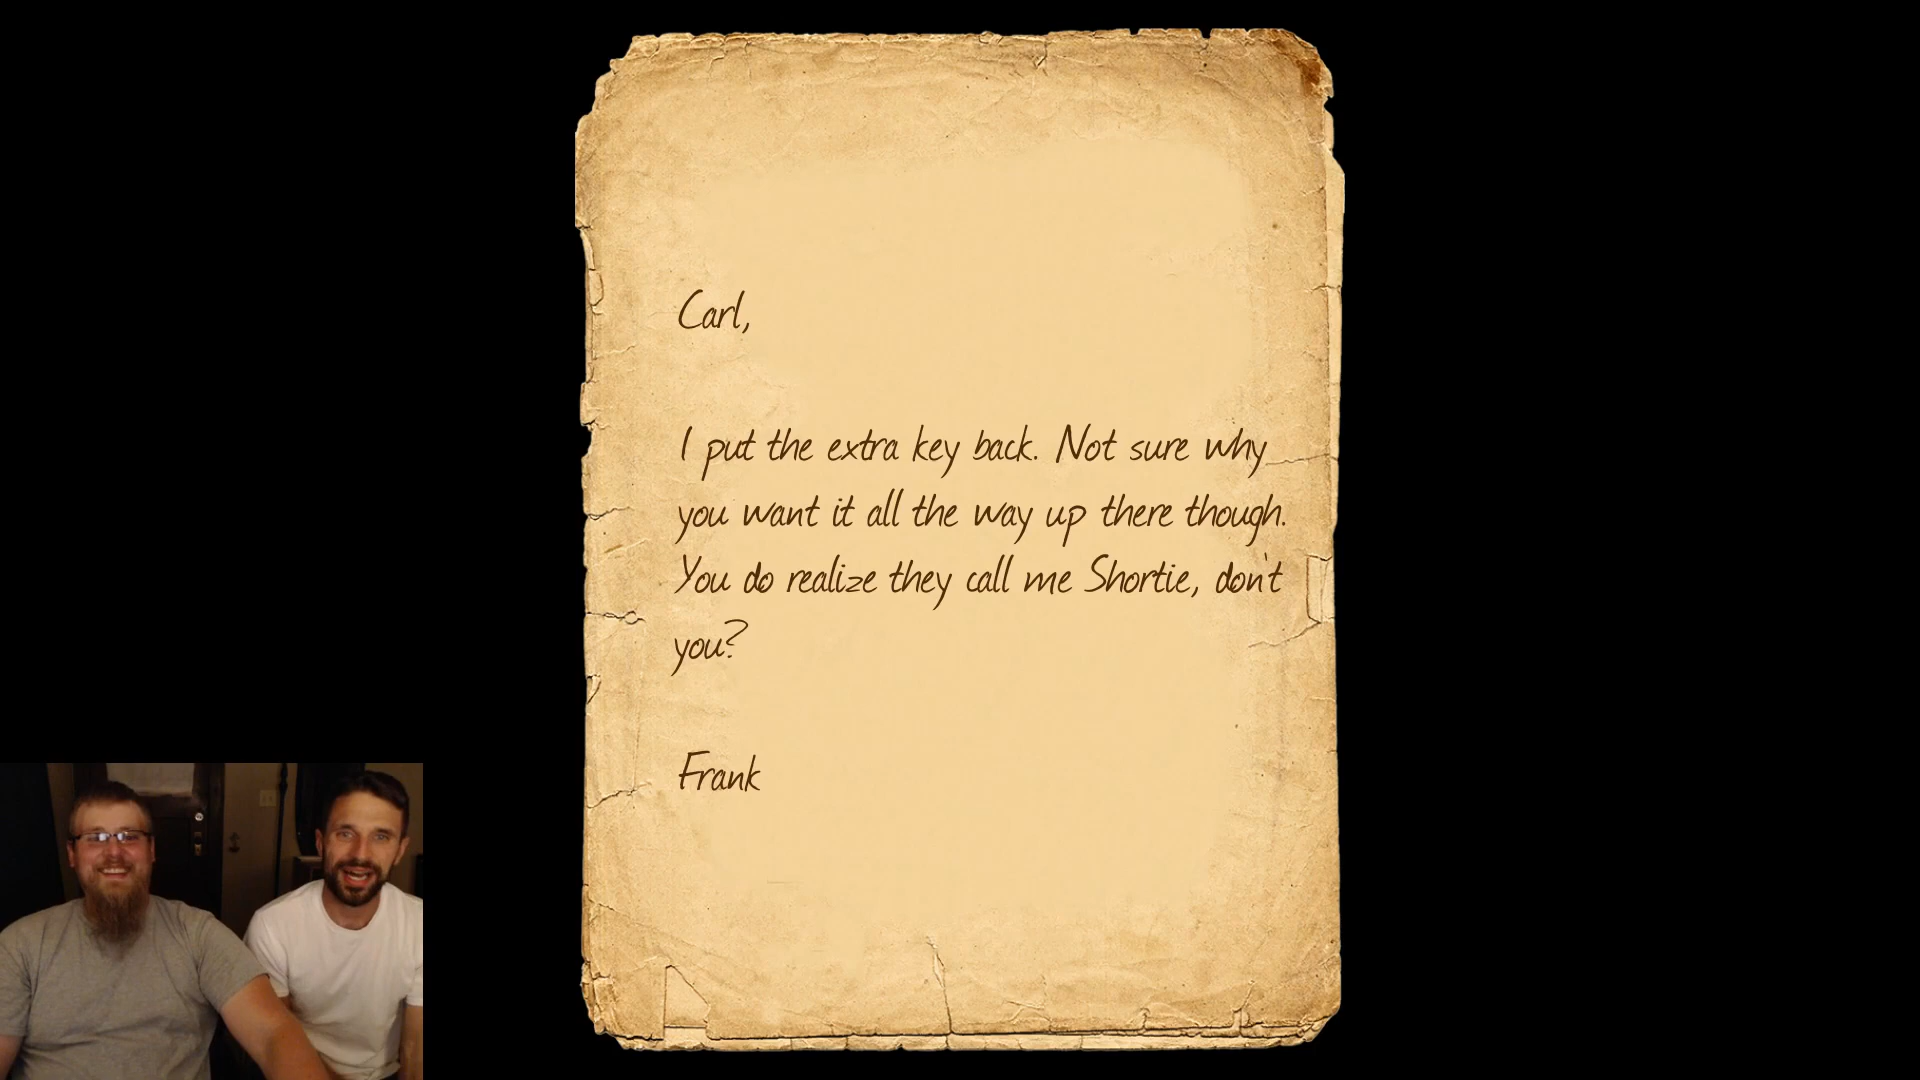 Carl,
I put the extra key back. Not sure why
you want it all the way up there though.
You do realize they call me Shortie, don't
you?
Frank